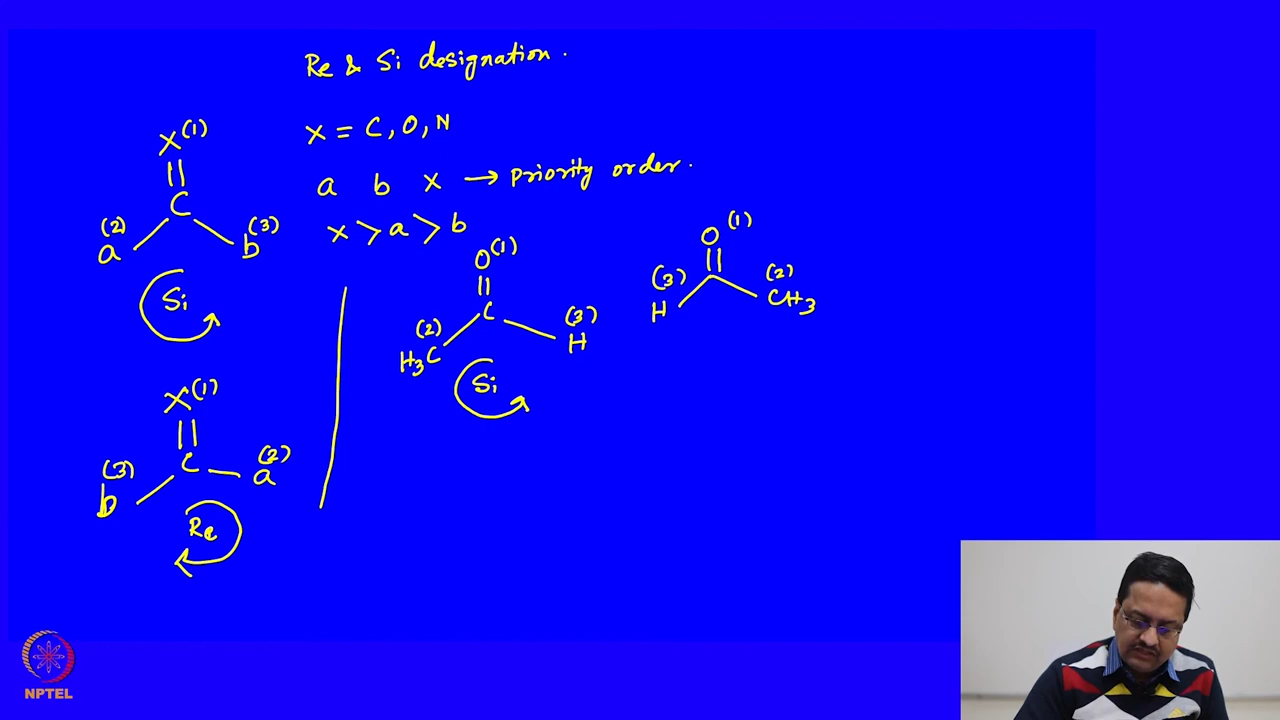 Re & Si designation.
X = C, O, N
a b x → Priority order.
x > a > b
X(1)
||
C
(2) (3)
a b
Si
X(1)
||
C
(3) (2)
b a
Re
O(1)
||
C
(2) (3)
H3C H
Si
O (1)
||
(3) (2)
H CH3
NPTEL